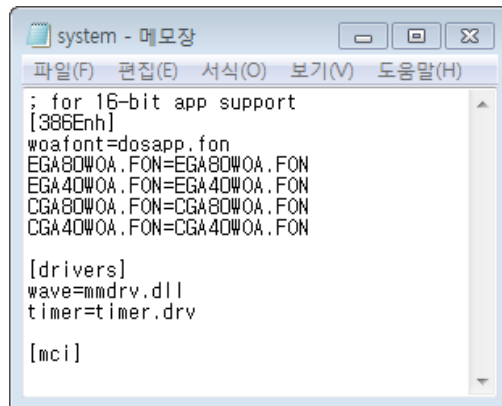 system - 메모장
파일(F) 편집(E) 서식(O) 보기(V) 도움말(H)
; for 16-bit app support
[386Enh]
woafont=dosapp.fon
EGA80WOA.FON=EGA80WOA.FON
EGA40WOA.FON=EGA40WOA.FON
CGA80WOA.FON=CGA80WOA.FON
CGA40WOA.FON=CGA40WOA.FON

[drivers]
wave=mmdrv.dll
timer=timer.drv

[mci]